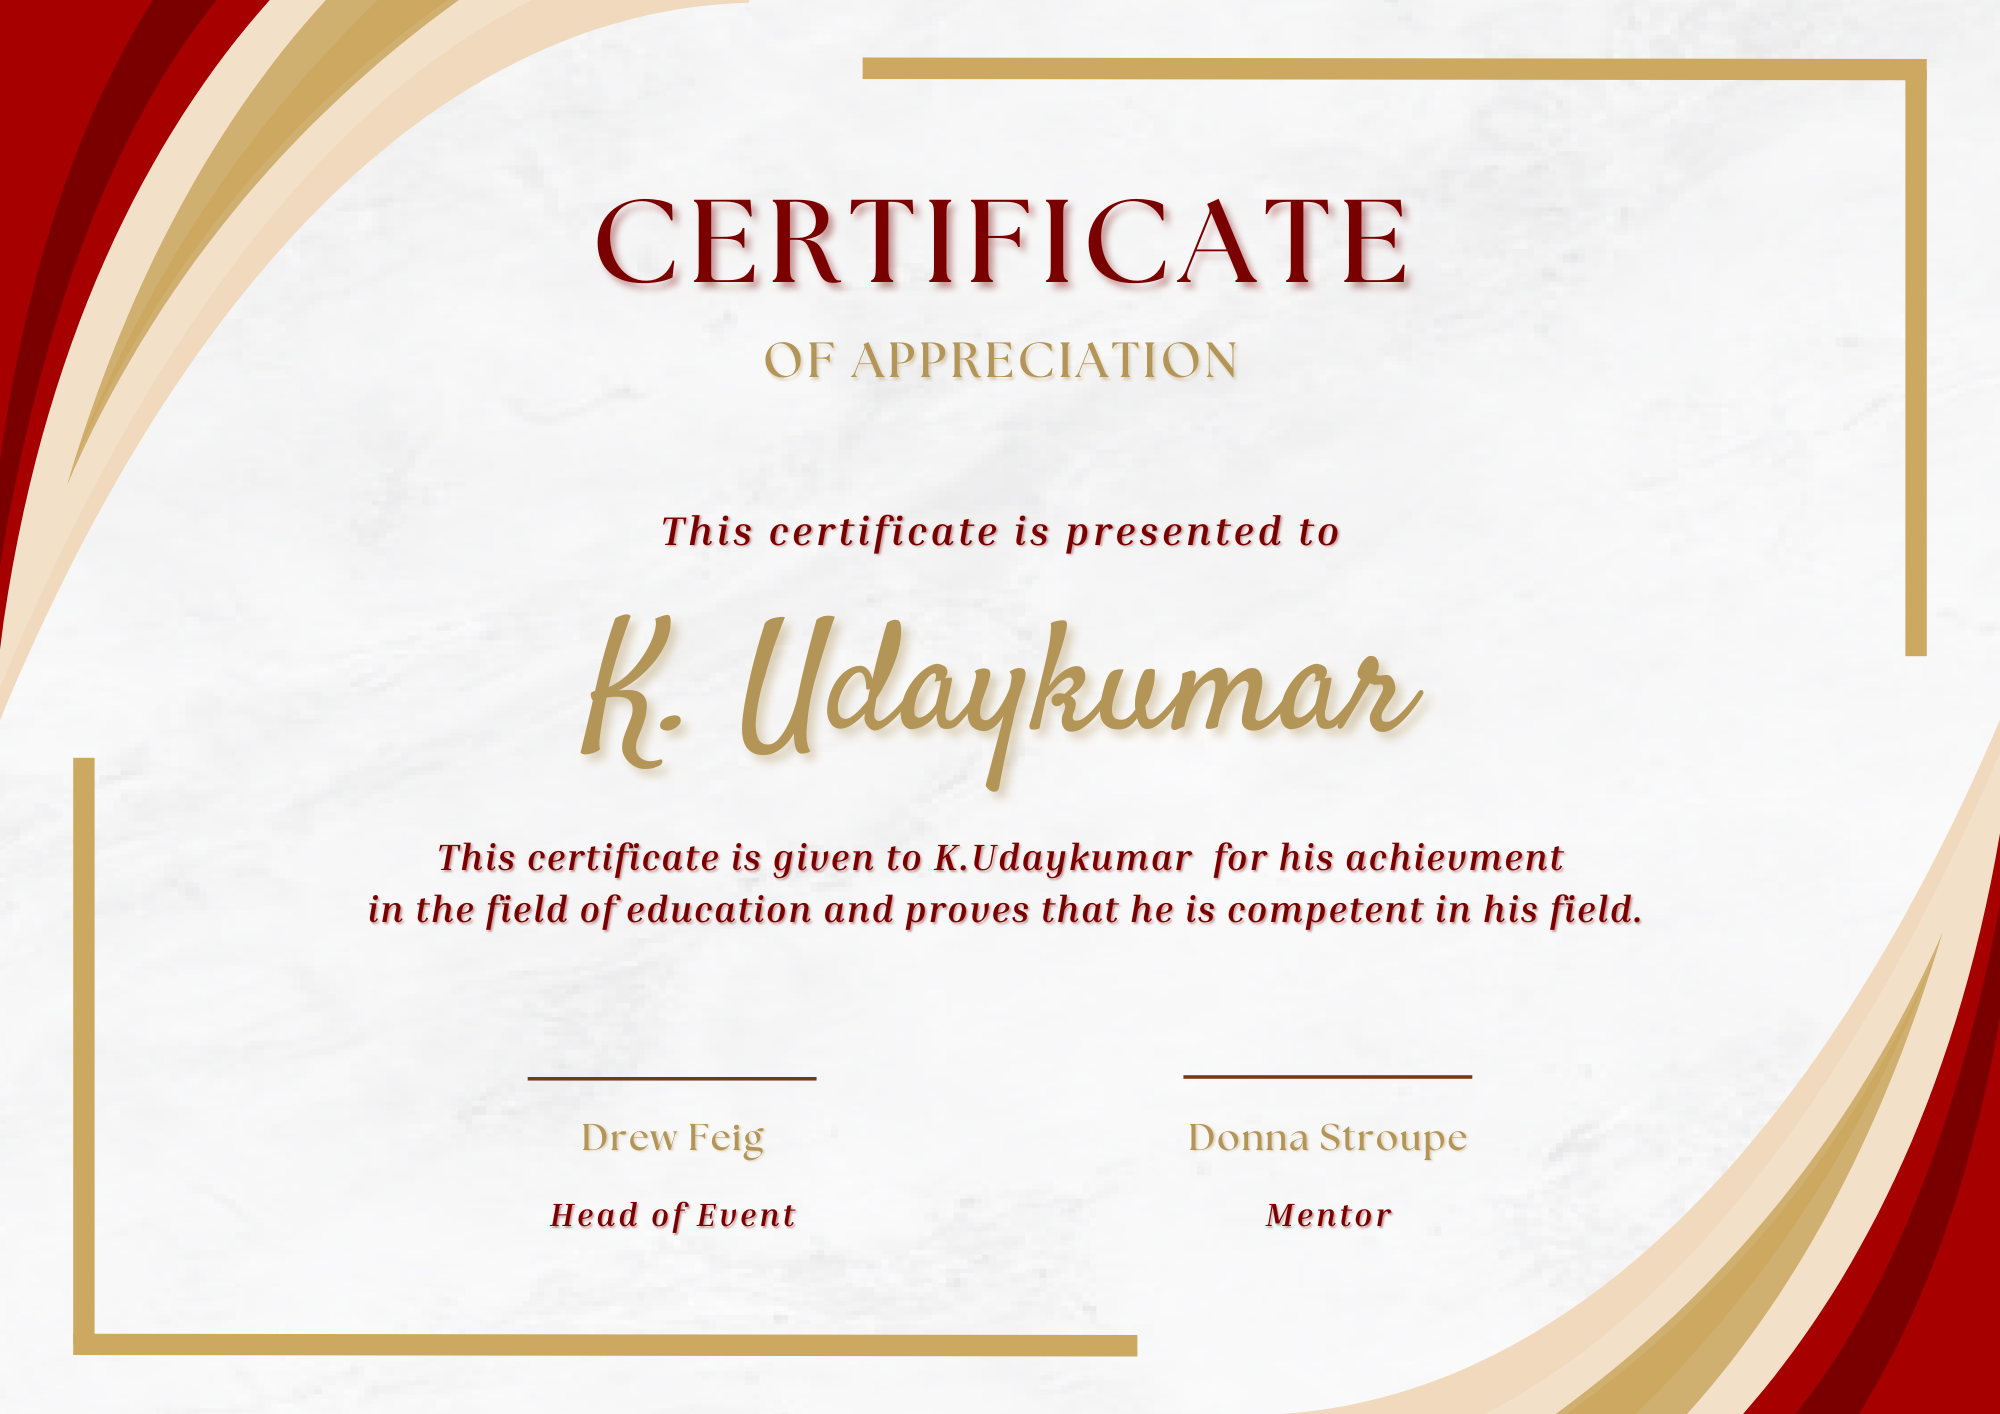 CERTIFICATE
OF APPRECIATION
This certificate is presented to
K. Udaykumar
This certificate is given to K.Udaykumar  for his achievment
in the field of education and proves that he is competent in his field.
Drew Feig
Donna Stroupe
Head of Event
Mentor